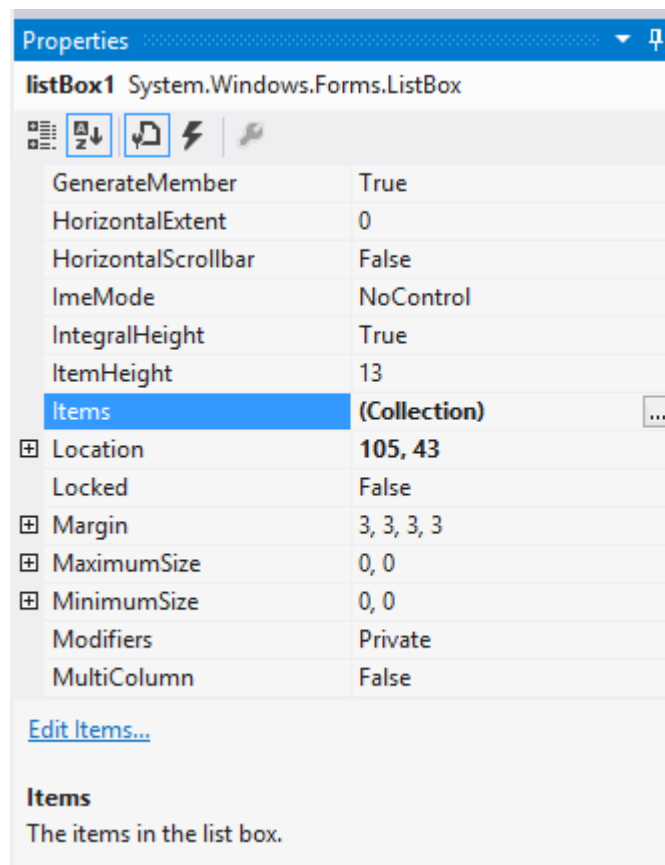 Properties
listBox1 System.Windows.Forms.ListBox
GenerateMember True
HorizontalExtent 0
HorizontalScrollbar False
ImeMode NoControl
IntegralHeight True
ItemHeight 13
Items (Collection) ...
Location 105, 43
Locked False
Margin 3, 3, 3, 3
MaximumSize 0, 0
MinimumSize 0, 0
Modifiers Private
MultiColumn False
Edit Items...
Items
The items in the list box.